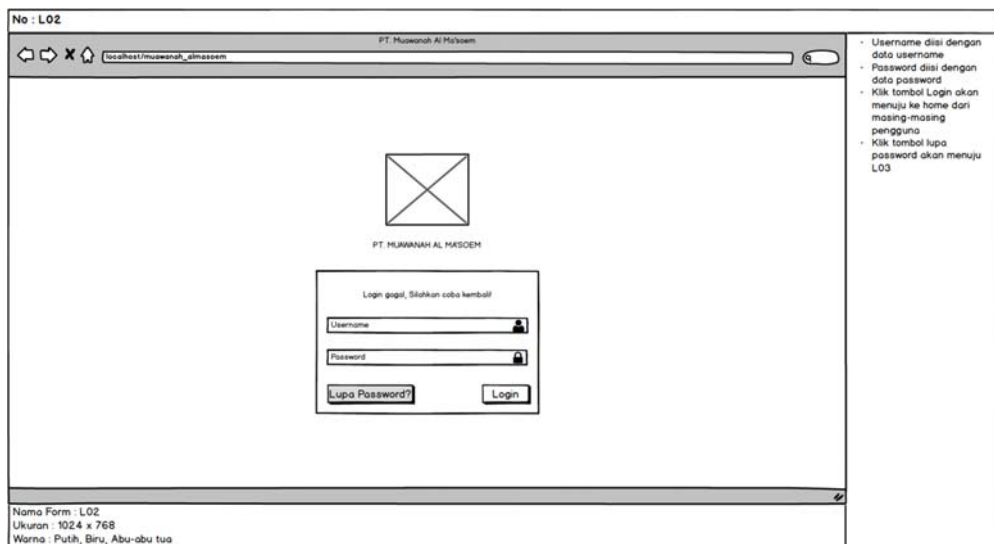 No : L02
PT. Muawanah Al Ma'soem
localhost/muawanah_almasoem
- Username diisi dengan
data username
- Password diisi dengan
data password
- Klik tombol Login akan
menuju ke home dari
masing-masing
pengguna
- Klik tombol lupa
password akan menuju
L03
PT. MUAWANAH AL MA'SOEM
Login gagal, Silahkan coba kembali!
Username
Password
Lupa Password?
Login
Nama Form : L02
Ukuran : 1024 x 768
Warna : Putih, Biru, Abu-abu tua